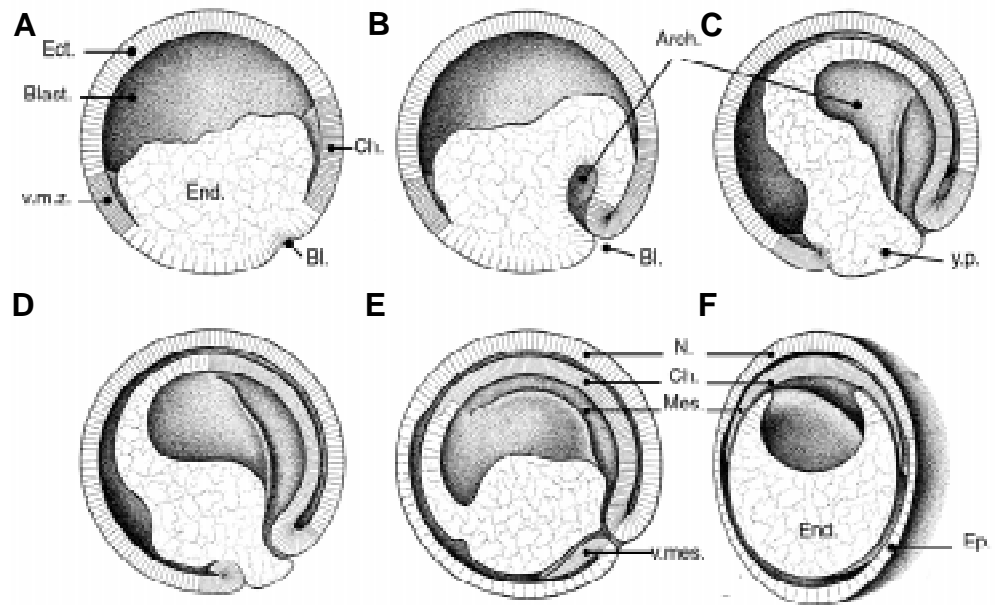 A B C
Ect. Arch.
Blast.
Ch.
End.
v.m.z.
Bl. Bl. y.p.
D E F
N.
Ch.
Mes.
End.
Ep.
v.mes.